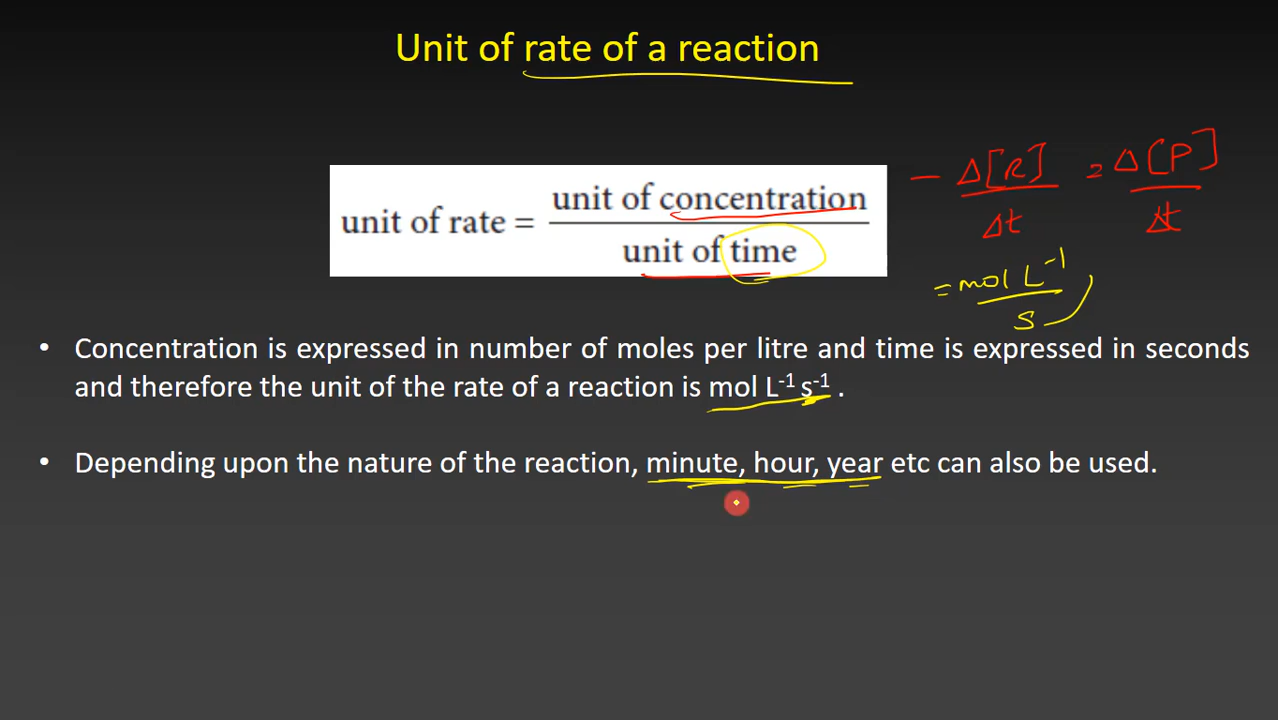 Unit of rate of a reaction
unit of rate = unit of concentration / unit of time
- Δ[R] / Δt = Δ[P] / Δt
= mol L⁻¹ / s
• Concentration is expressed in number of moles per litre and time is expressed in seconds
and therefore the unit of the rate of a reaction is mol L⁻¹ s⁻¹ .
• Depending upon the nature of the reaction, minute, hour, year etc can also be used.